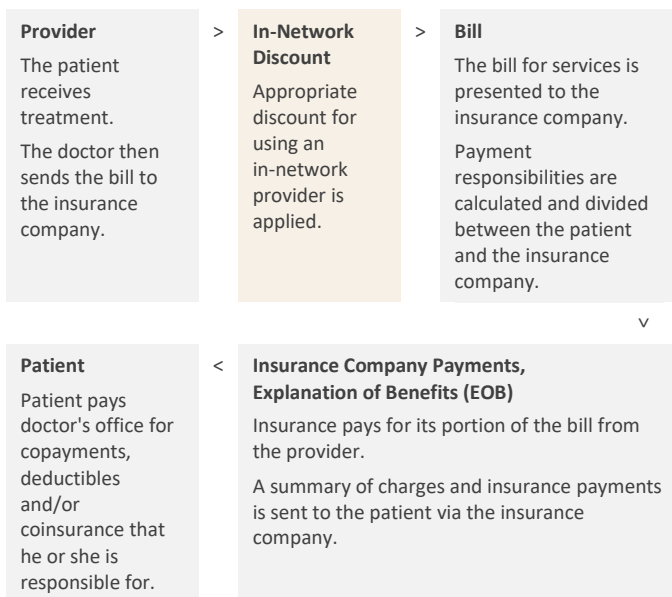 Provider
The patient
receives
treatment.
The doctor then
sends the bill to
the insurance
company.
>
In-Network
Discount
Appropriate
discount for
using an
in-network
provider is
applied.
>
Bill
The bill for services is
presented to the
insurance company.
Payment
responsibilities are
calculated and divided
between the patient
and the insurance
company.
>
Insurance Company Payments,
Explanation of Benefits (EOB)
Insurance pays for its portion of the bill from
the provider.
A summary of charges and insurance payments
is sent to the patient via the insurance
company.
<
Patient
Patient pays
doctor's office for
copayments,
deductibles
and/or
coinsurance that
he or she is
responsible for.